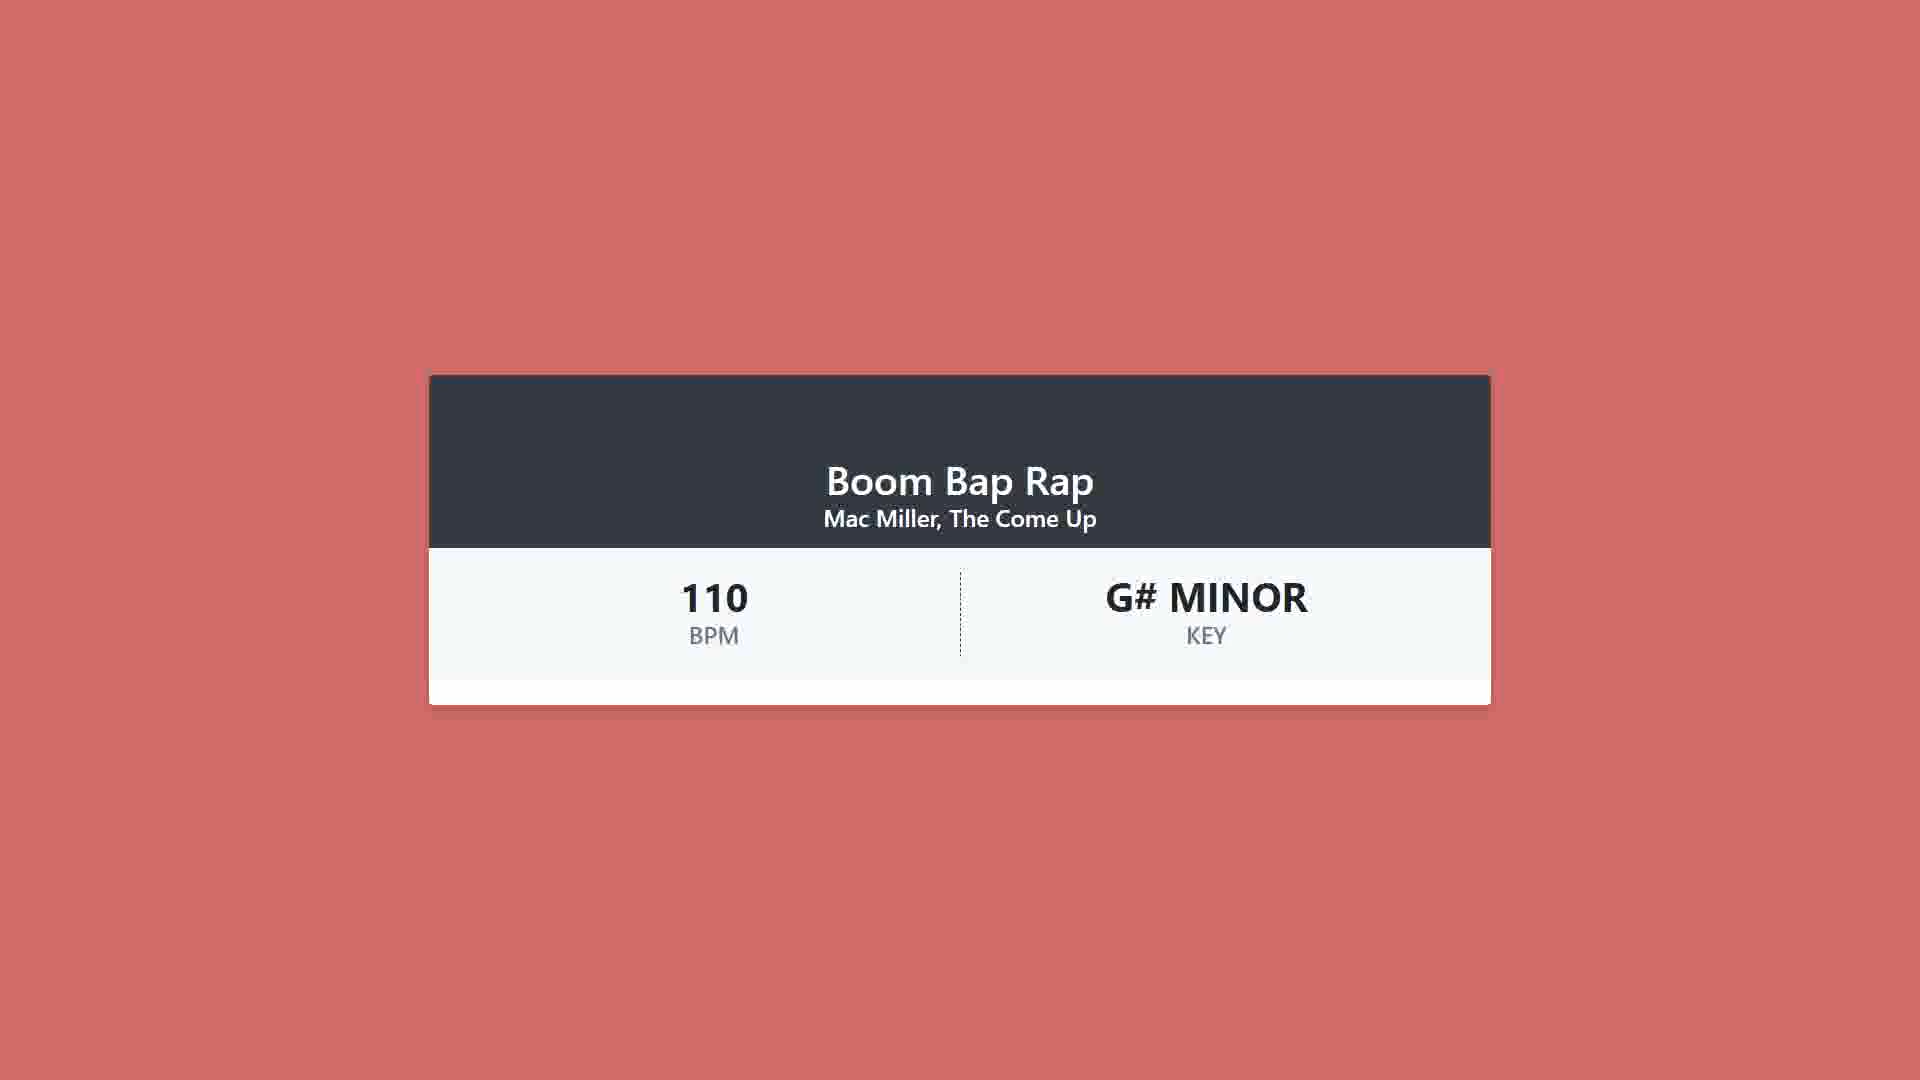 Boom Bap Rap
Mac Miller, The Come Up
110
BPM
G# MINOR
KEY